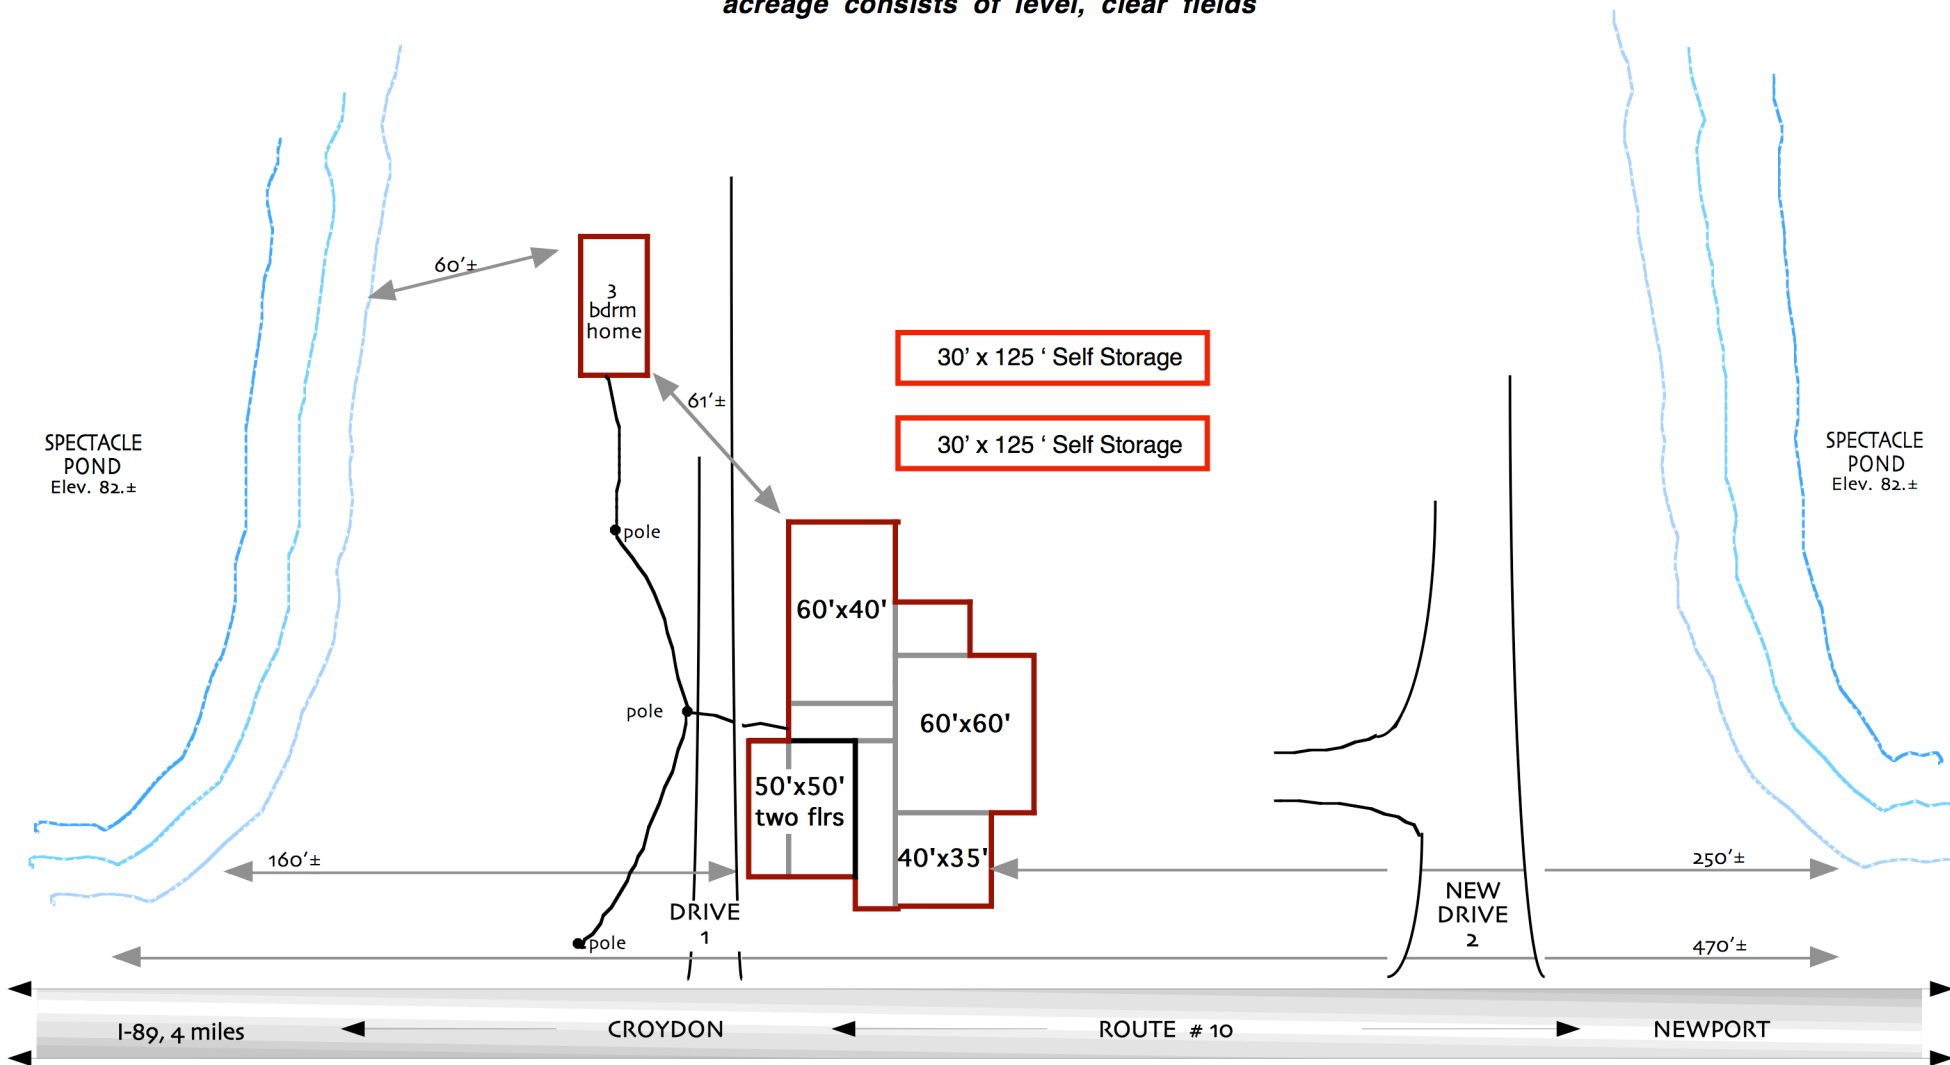 acreage consists of level, clear fields
60'±
3
bdrm
home
30' x 125 ‘ Self Storage
61'±
30' x 125 ‘ Self Storage
SPECTACLE
POND
Elev. 82.±
SPECTACLE
POND
Elev. 82.±
pole
60'x40'
pole
60'x60'
50'x50'
two flrs
40'x35'
160'±
250'±
DRIVE
1
NEW
DRIVE
2
pole
470'±
I-89, 4 miles
CROYDON
ROUTE # 10
NEWPORT